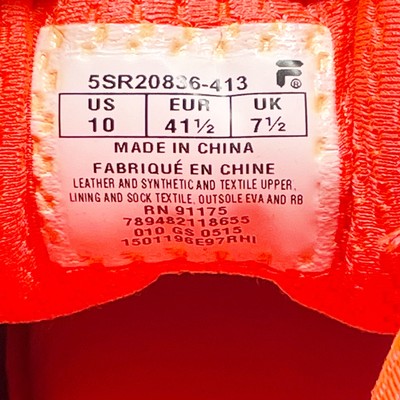 5SR20836-413
F®
US EUR UK
10 41½ 7½
MADE IN CHINA
FABRIQUÉ EN CHINE
LEATHER AND SYNTHETIC AND TEXTILE UPPER,
LINING AND SOCK TEXTILE, OUTSOLE EVA AND RB
RN 91175
789482118655
010 GS 0515
1501196E97RHI